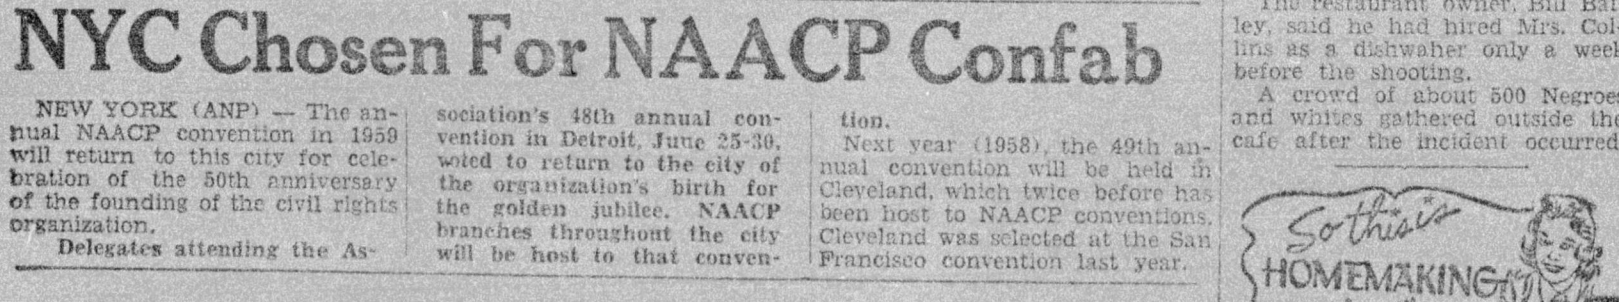 NYC Chosen For NAACP Confab
NEW YORK (ANP) — The an-
nual NAACP convention in 1959
will return to this city for cele-
bration of the 50th anniversary
of the founding of the civil rights
organization.
Delegates attending the As-
sociation's 48th annual con-
vention in Detroit, June 25-30,
voted to return to the city of
the organization's birth for
the golden jubilee. NAACP
branches throughout the city
will be host to that conven-
tion.
Next year (1958), the 49th an-
nual convention will be held in
Cleveland, which twice before has
been host to NAACP conventions.
Cleveland was selected at the San
Francisco convention last year.
The restaurant owner, Bill Bar-
ley, said he had hired Mrs. Col-
lins as a dishwaher only a week
before the shooting.
A crowd of about 500 Negroes
and whites gathered outside the
cafe after the incident occurred
So this is
HOMEMAKING